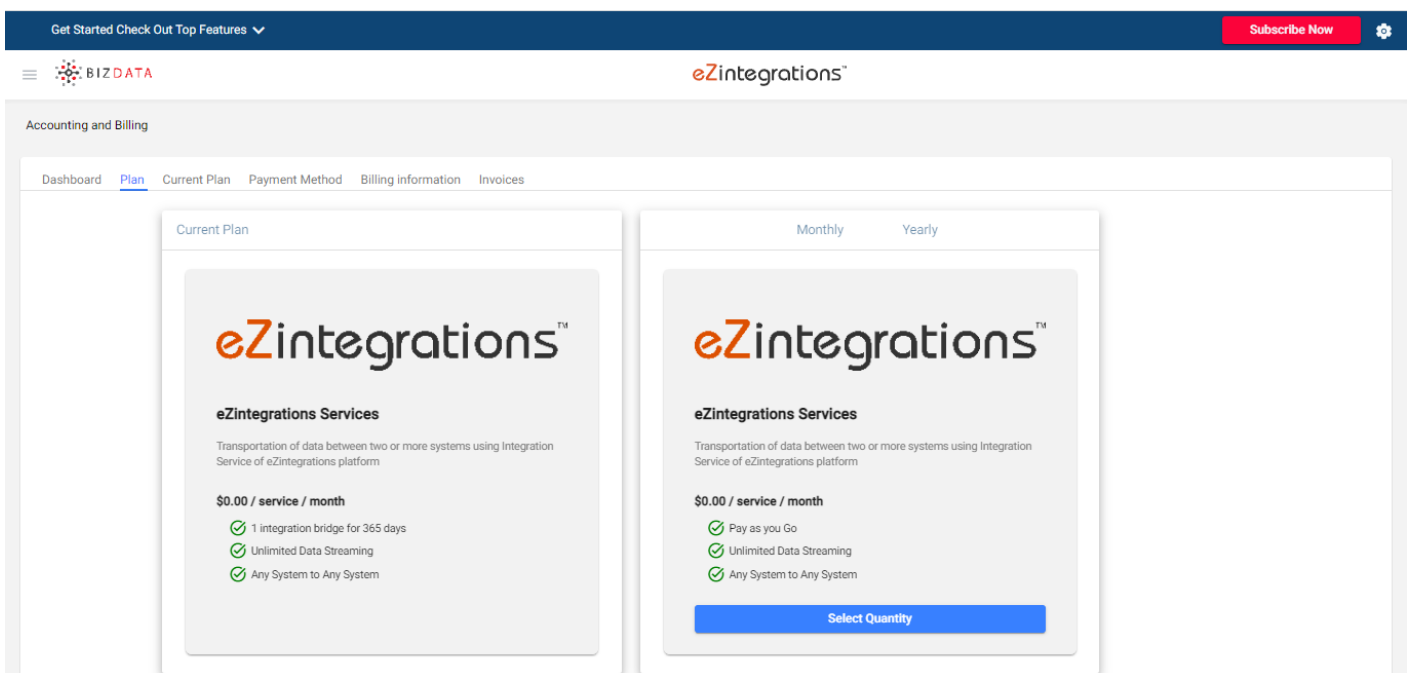 Get Started Check Out Top Features
Subscribe Now
BIZDATA
eZintegrations™
Accounting and Billing
Dashboard Plan Current Plan Payment Method Billing information Invoices
Current Plan
eZintegrations™
eZintegrations Services
Transportation of data between two or more systems using Integration
Service of eZintegrations platform
$0.00 / service / month
1 integration bridge for 365 days
Unlimited Data Streaming
Any System to Any System
Monthly Yearly
eZintegrations™
eZintegrations Services
Transportation of data between two or more systems using Integration
Service of eZintegrations platform
$0.00 / service / month
Pay as you Go
Unlimited Data Streaming
Any System to Any System
Select Quantity